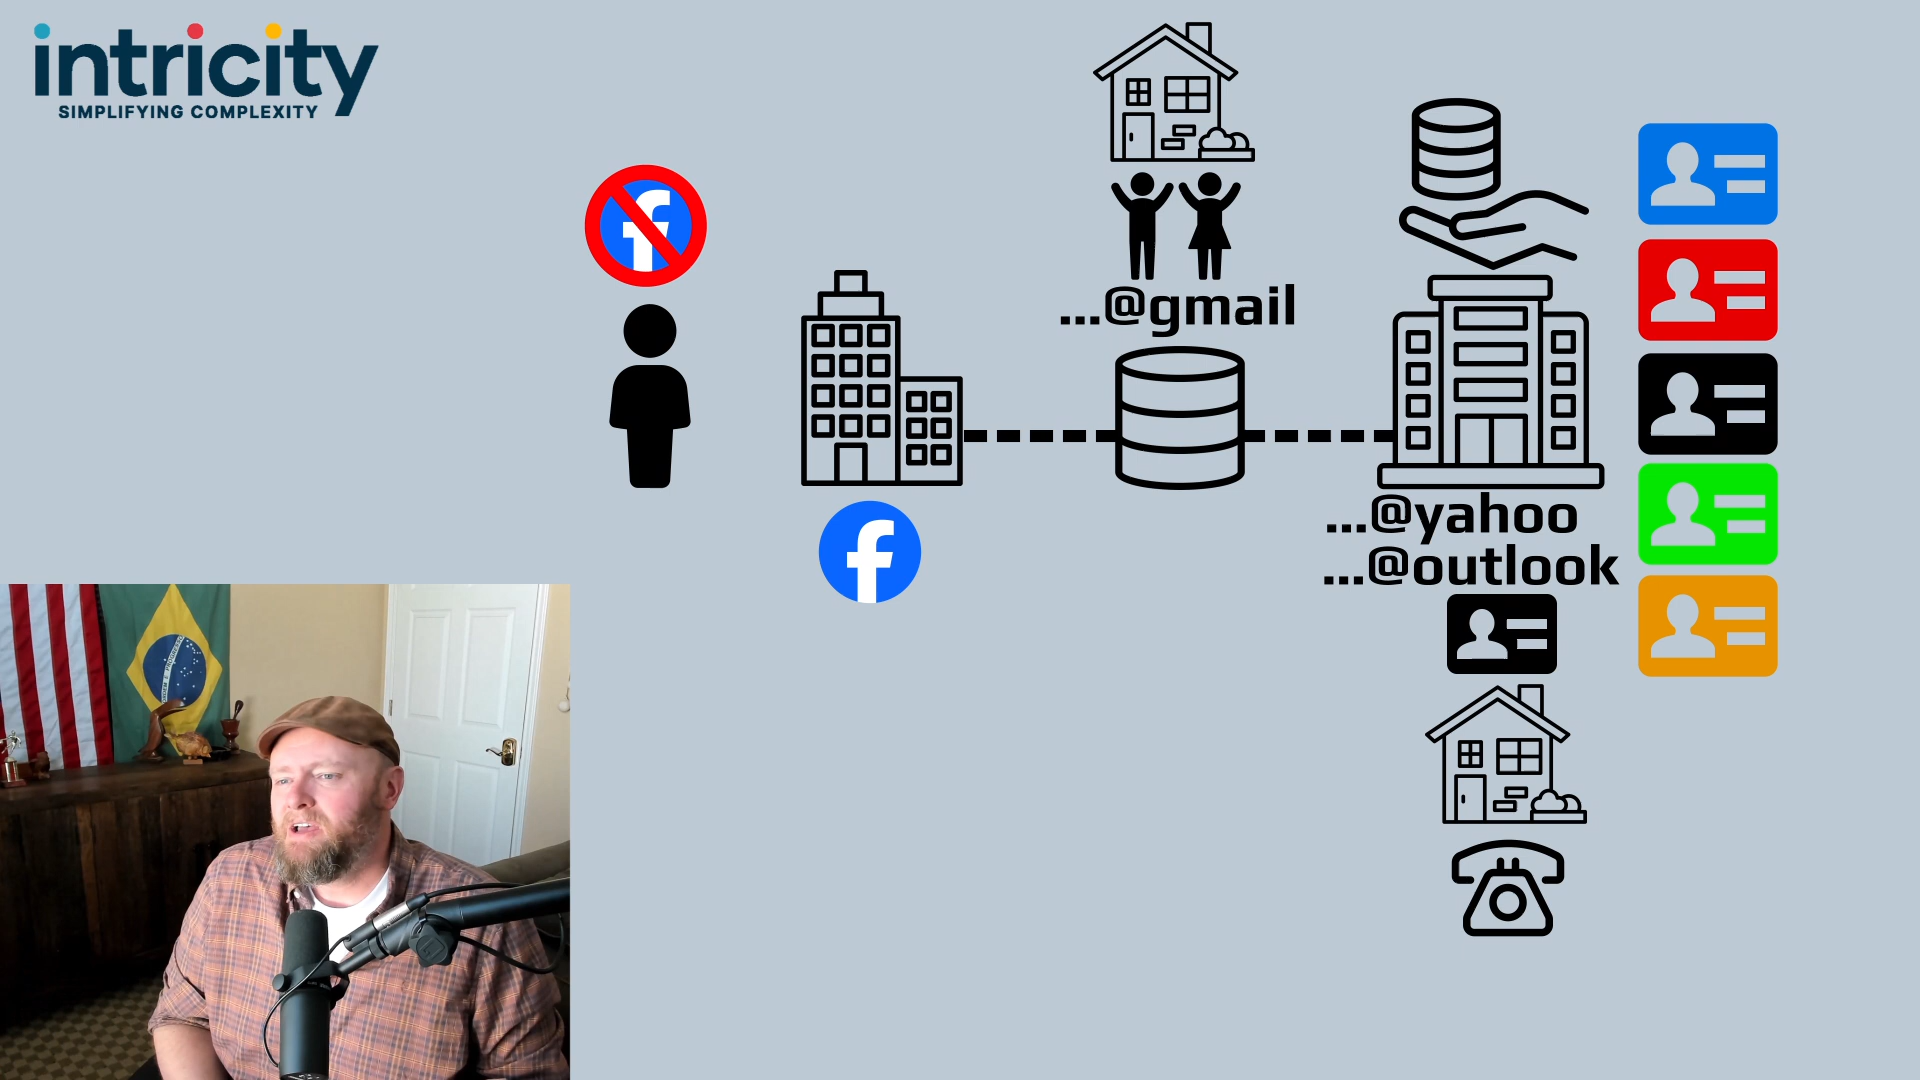 intricity
SIMPLIFYING COMPLEXITY
...@gmail
...@yahoo
...@outlook